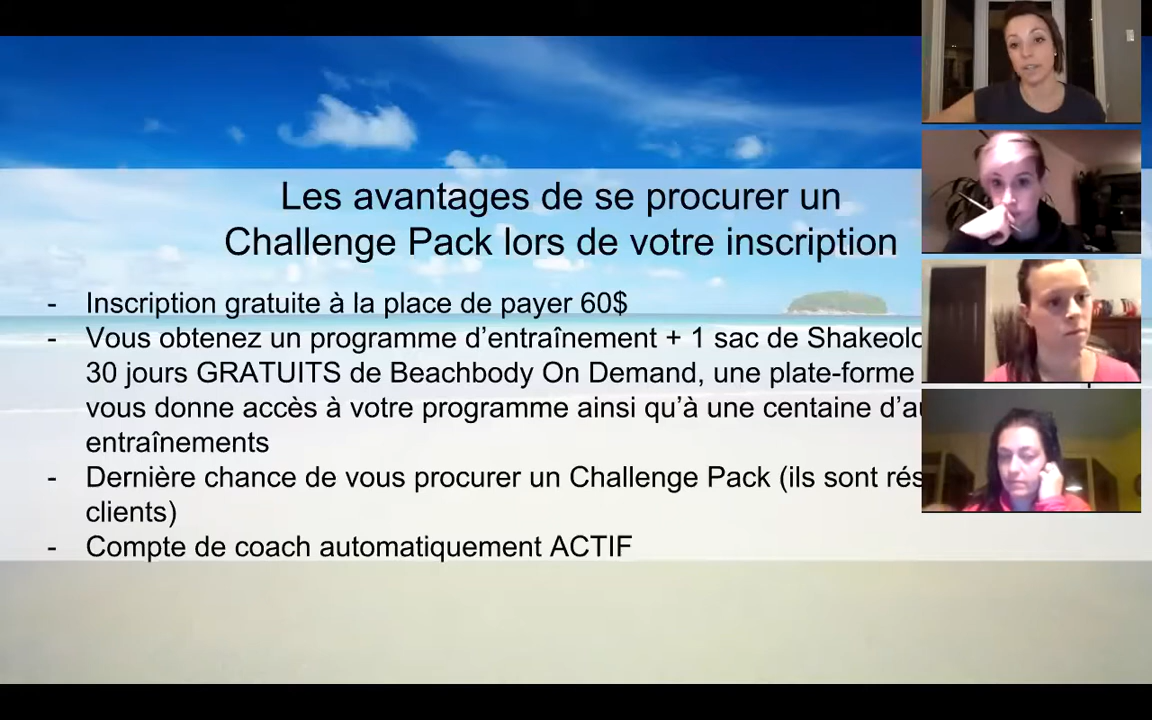 Les avantages de se procurer un
Challenge Pack lors de votre inscription
- Inscription gratuite à la place de payer 60$
- Vous obtenez un programme d'entraînement + 1 sac de
30 jours GRATUITS de Beachbody On Demand, une plate-forme
vous donne accès à votre programme ainsi qu'à une centaine
entraînements
- Dernière chance de vous procurer un Challenge Pack (ils sont
clients)
- Compte de coach automatiquement ACTIF